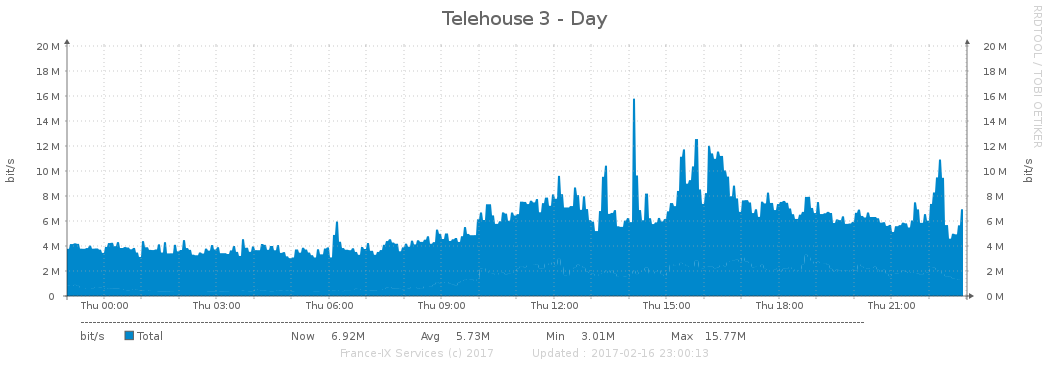 Telehouse 3 - Day
RRDTOOL / TOBI OETIKER
bit/s
20 M 20 M
18 M 18 M
16 M 16 M
14 M 14 M
12 M 12 M
10 M 10 M
8 M 8 M
6 M 6 M
4 M 4 M
2 M 2 M
0 0 M
bit/s
Thu 00:00 Thu 03:00 Thu 06:00 Thu 09:00 Thu 12:00 Thu 15:00 Thu 18:00 Thu 21:00
bit/s Total Now 6.92M Avg 5.73M Min 3.01M Max 15.77M
France-IX Services (c) 2017 Updated : 2017-02-16 23:00:13